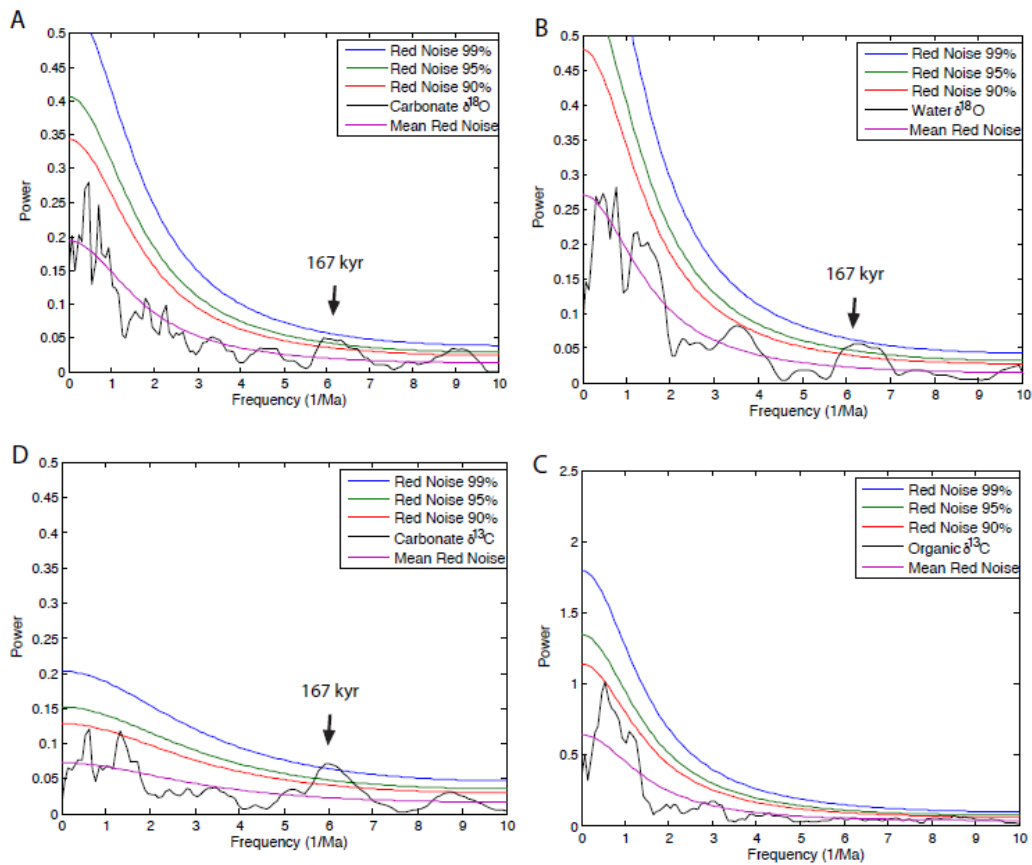 A
0.5
0.45
0.4
0.35
0.3
0.25
0.2
0.15
0.1
0.05
0
Power
Red Noise 99%
Red Noise 95%
Red Noise 90%
Carbonate δ¹⁸O
Mean Red Noise
167 kyr
0 1 2 3 4 5 6 7 8 9 10
Frequency (1/Ma)
B
0.5
0.45
0.4
0.35
0.3
0.25
0.2
0.15
0.1
0.05
0
Power
Red Noise 99%
Red Noise 95%
Red Noise 90%
Water δ¹⁸O
Mean Red Noise
167 kyr
0 1 2 3 4 5 6 7 8 9 10
Frequency (1/Ma)
D
0.5
0.45
0.4
0.35
0.3
0.25
0.2
0.15
0.1
0.05
0
Power
Red Noise 99%
Red Noise 95%
Red Noise 90%
Carbonate δ¹³C
Mean Red Noise
167 kyr
0 1 2 3 4 5 6 7 8 9 10
Frequency (1/Ma)
C
2.5
2
1.5
1
0.5
0
Power
Red Noise 99%
Red Noise 95%
Red Noise 90%
Organic δ¹³C
Mean Red Noise
0 1 2 3 4 5 6 7 8 9 10
Frequency (1/Ma)